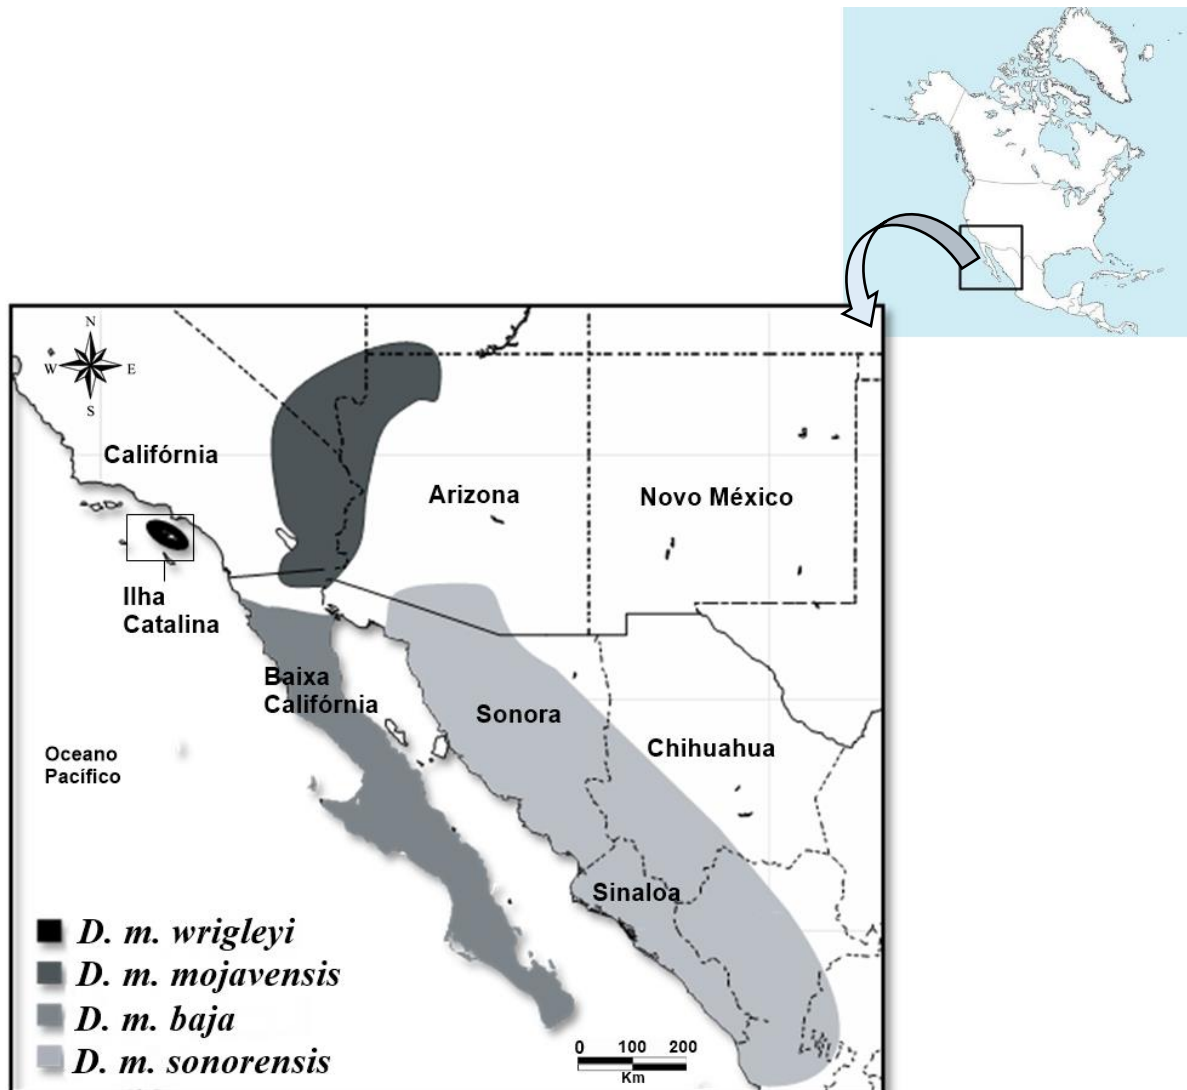 N
W
E
S
Califórnia
Arizona
Novo México
Ilha
Catalina
Baixa
Califórnia
Sonora
Chihuahua
Oceano
Pacífico
Sinaloa
D. m. wrigleyi
D. m. mojavensis
D. m. baja
D. m. sonorensis
0 100 200
Km